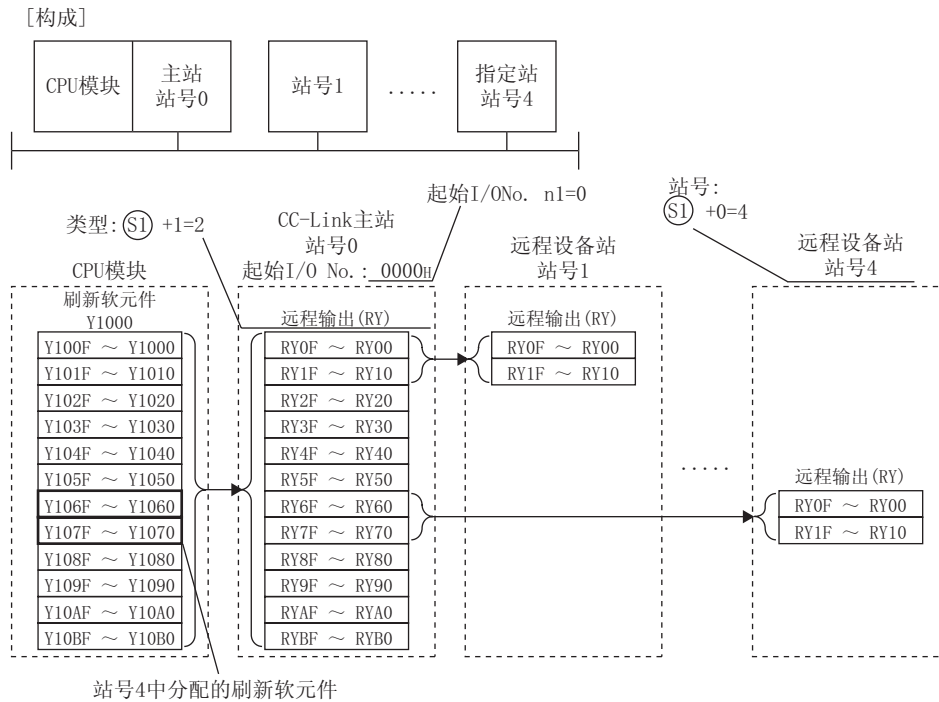 [构成]
CPU模块
主站
站号0
站号1
.....
指定站
站号4
起始I/ONo. n1=0
站号:
S1 +0=4
类型: S1 +1=2
CC-Link主站
站号0
起始I/O No.: 0000H
远程设备站
站号1
远程设备站
站号4
CPU模块
刷新软元件
Y1000
Y100F ～ Y1000
Y101F ～ Y1010
Y102F ～ Y1020
Y103F ～ Y1030
Y104F ～ Y1040
Y105F ～ Y1050
Y106F ～ Y1060
Y107F ～ Y1070
Y108F ～ Y1080
Y109F ～ Y1090
Y10AF ～ Y10A0
Y10BF ～ Y10B0
远程输出(RY)
RY0F ～ RY00
RY1F ～ RY10
RY2F ～ RY20
RY3F ～ RY30
RY4F ～ RY40
RY5F ～ RY50
RY6F ～ RY60
RY7F ～ RY70
RY8F ～ RY80
RY9F ～ RY90
RYAF ～ RYA0
RYBF ～ RYB0
远程输出(RY)
RY0F ～ RY00
RY1F ～ RY10
.....
远程输出(RY)
RY0F ～ RY00
RY1F ～ RY10
站号4中分配的刷新软元件